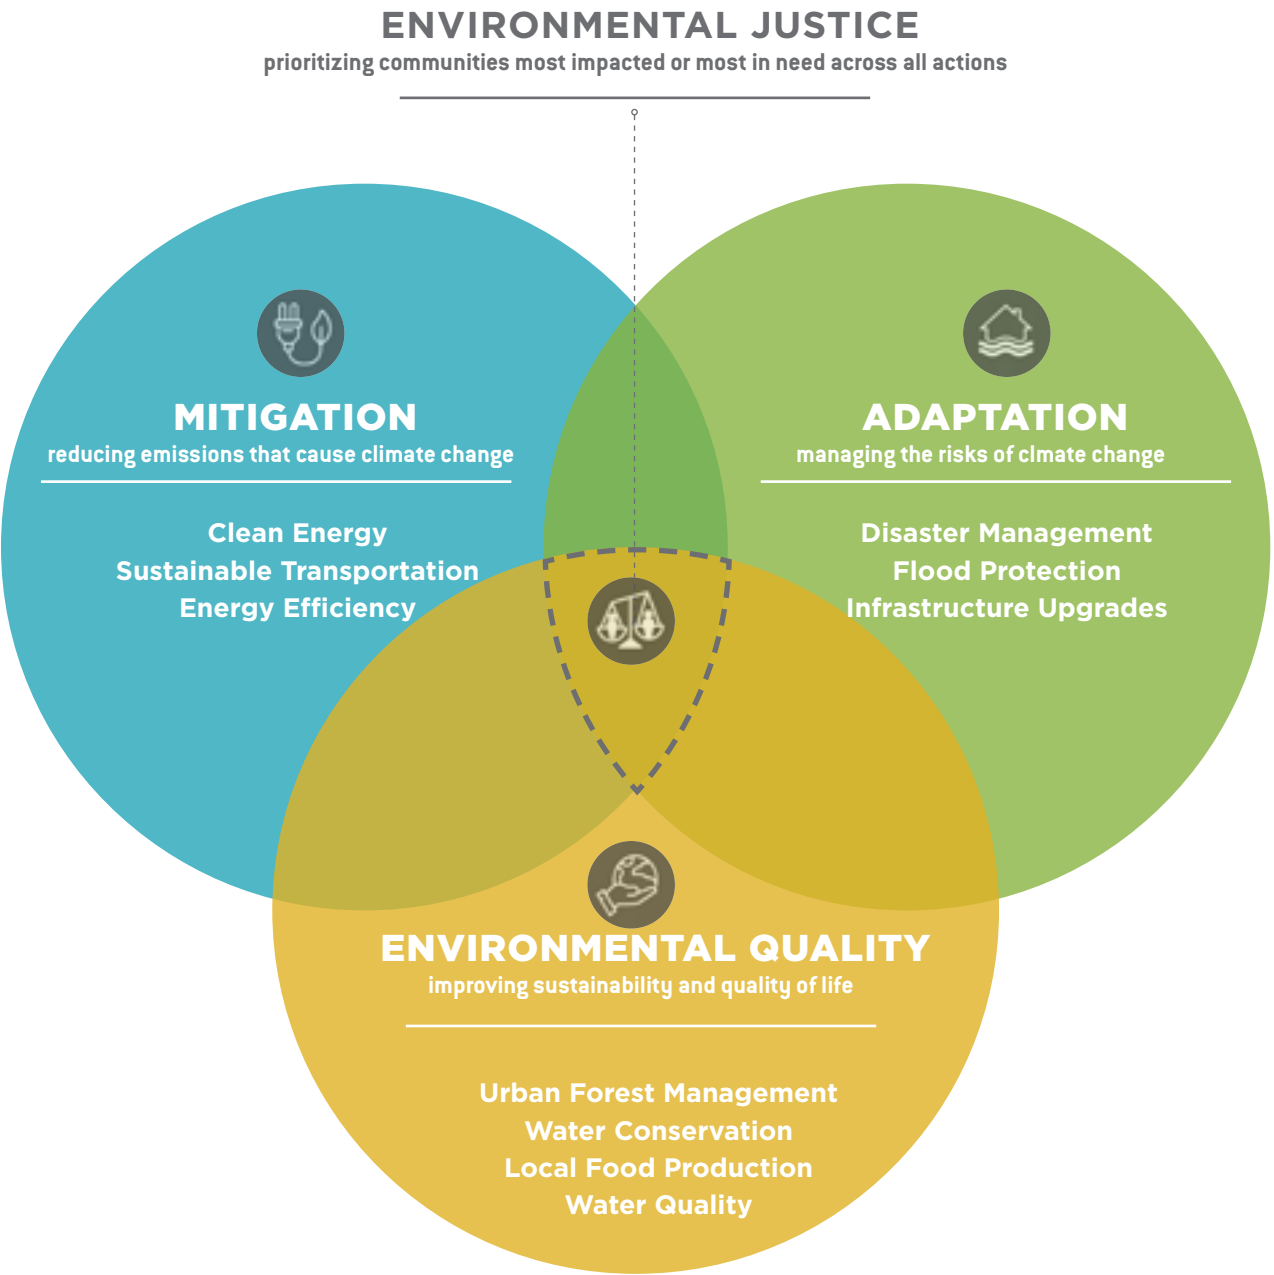 ENVIRONMENTAL JUSTICE
prioritizing communities most impacted or most in need across all actions
MITIGATION
reducing emissions that cause climate change
Clean Energy
Sustainable Transportation
Energy Efficiency
ADAPTATION
managing the risks of clmate change
Disaster Management
Flood Protection
Infrastructure Upgrades
ENVIRONMENTAL QUALITY
improving sustainability and quality of life
Urban Forest Management
Water Conservation
Local Food Production
Water Quality